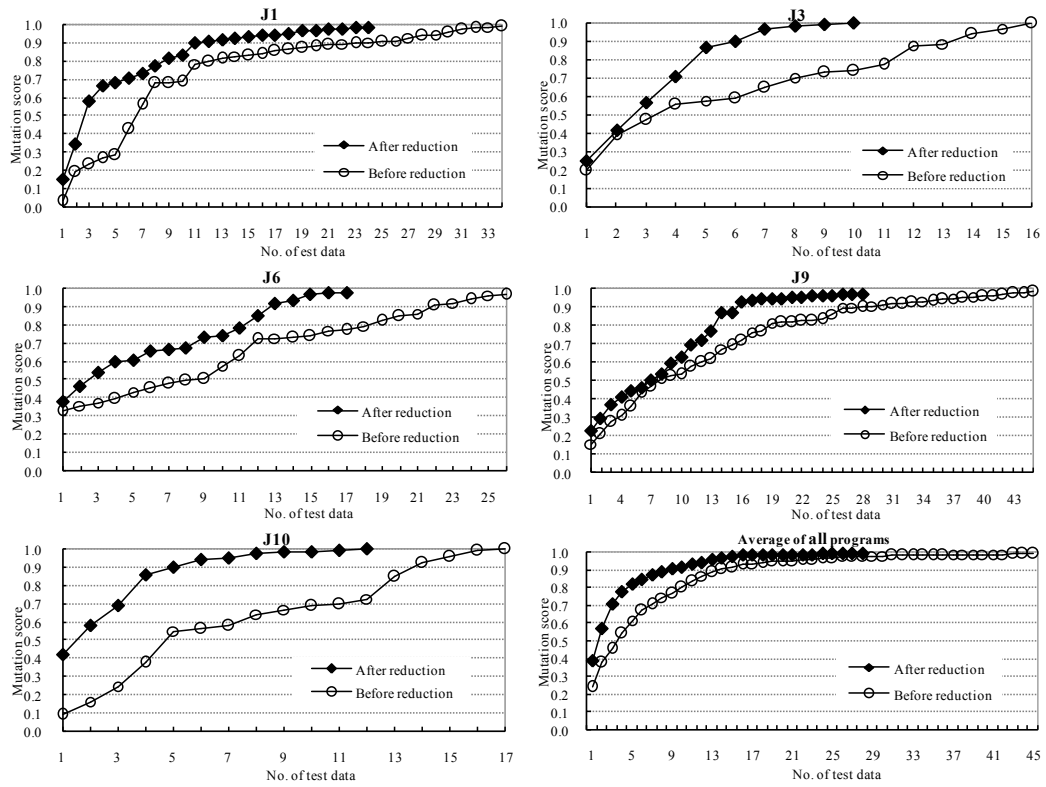 J1
Mutation score
1.0
0.9
0.8
0.7
0.6
0.5
0.4
0.3
0.2
0.1
0.0
After reduction
Before reduction
1 3 5 7 9 11 13 15 17 19 21 23 25 27 29 31 33
No. of est data
J3
Mutation score
1.0
0.9
0.8
0.7
0.6
0.5
0.4
0.3
0.2
0.1
0.0
After reduction
Before reduction
1 2 3 4 5 6 7 8 9 10 11 12 13 14 15 16
No. of test data
J6
Mutation score
1.0
0.9
0.8
0.7
0.6
0.5
0.4
0.3
0.2
0.1
0.0
After reduction
Before reduction
1 3 5 7 9 11 13 15 17 19 21 23 25
No. of test data
J9
Mutation score
1.0
0.9
0.8
0.7
0.6
0.5
0.4
0.3
0.2
0.1
0.0
After reduction
Before reduction
1 4 7 10 13 16 19 22 25 28 31 34 37 40 43
No. of test data
J10
Mutation score
1.0
0.9
0.8
0.7
0.6
0.5
0.4
0.3
0.2
0.1
0.0
After reduction
Before reduction
1 3 5 7 9 11 13 15 17
No. of test data
Average of all programs
Mutation score
1.0
0.9
0.8
0.7
0.6
0.5
0.4
0.3
0.2
0.1
0.0
After reduction
Before reduction
1 5 9 13 17 21 25 29 33 37 41 45
No. of test data